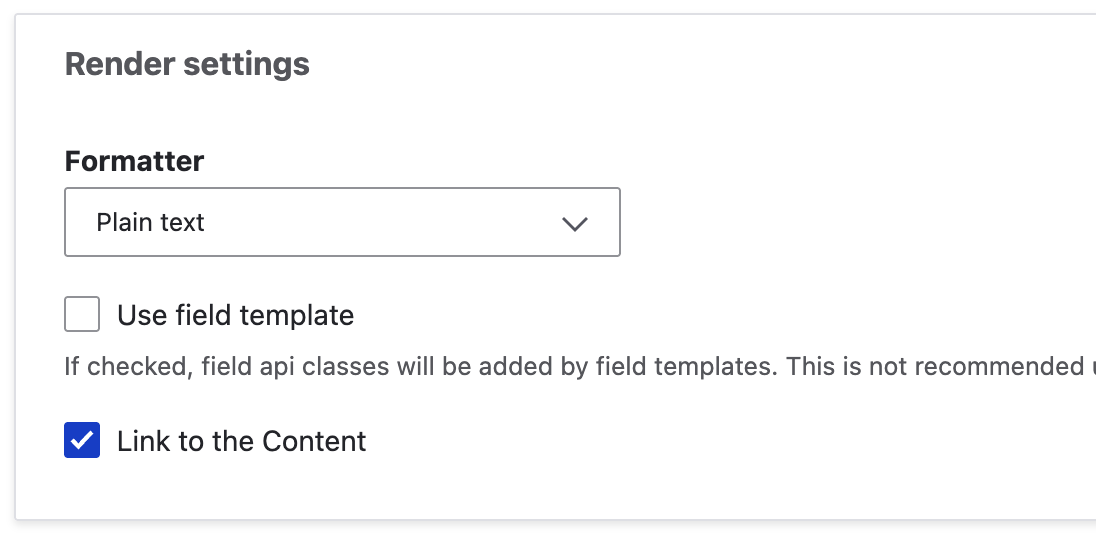 Render settings
Formatter
Plain text
Use field template
If checked, field api classes will be added by field templates. This is not recommended
Link to the Content